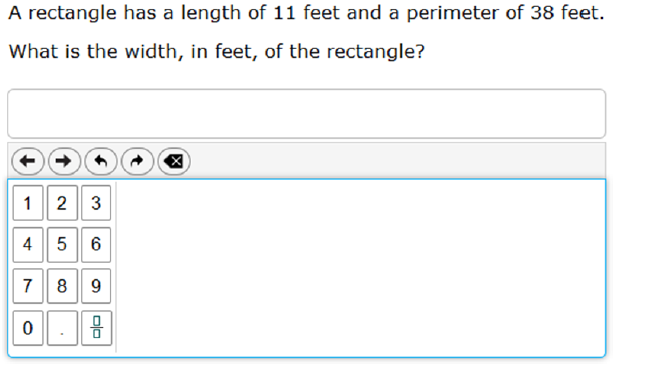 A rectangle has a length of 11 feet and a perimeter of 38 feet.
What is the width, in feet, of the rectangle?
1 2 3
4 5 6
7 8 9
0 .